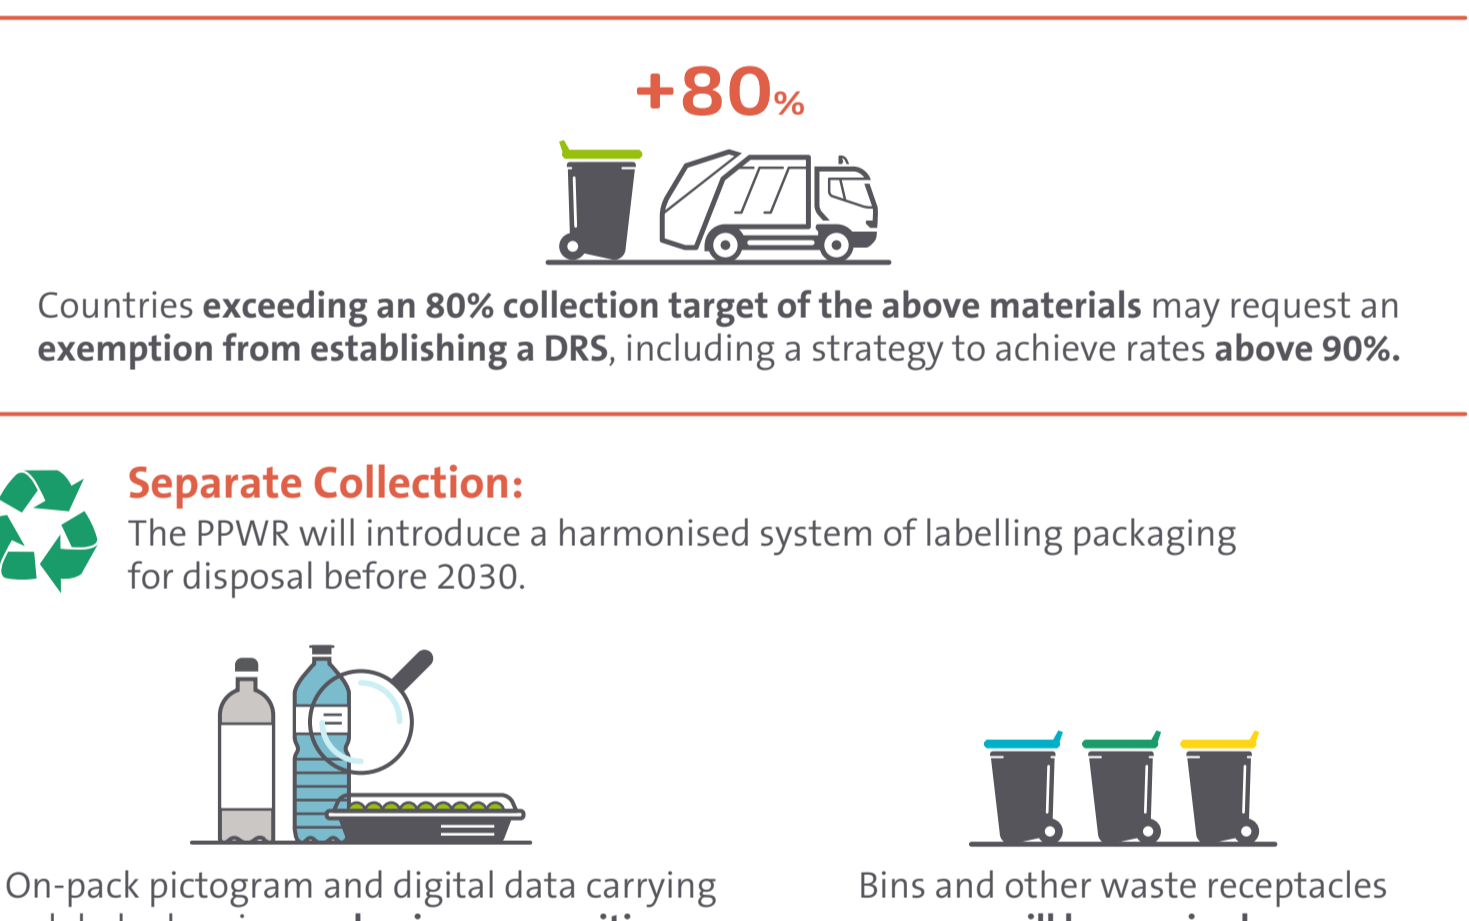 +80%
Countries exceeding an 80% collection target of the above materials may request an
exemption from establishing a DRS, including a strategy to achieve rates above 90%.
Separate Collection:
The PPWR will introduce a harmonised system of labelling packaging
for disposal before 2030.
On-pack pictogram and digital data carrying
Bins and other waste receptacles